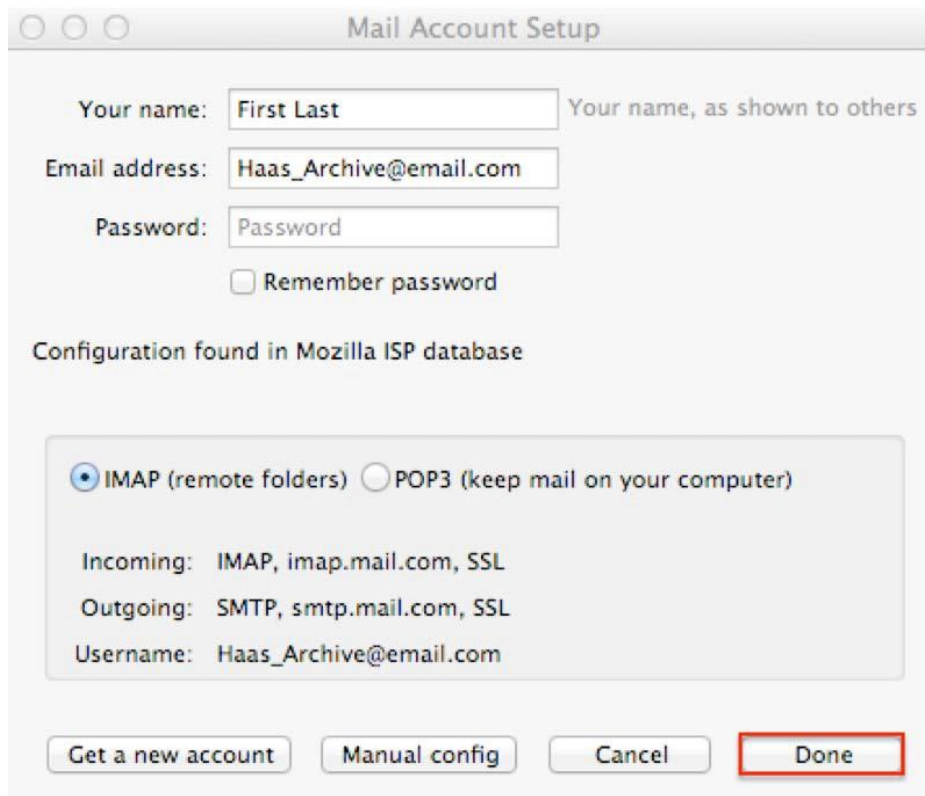 Mail Account Setup
Your name: First Last Your name, as shown to others
Email address: Haas_Archive@email.com
Password: Password
Remember password
Configuration found in Mozilla ISP database
IMAP (remote folders) POP3 (keep mail on your computer)
Incoming: IMAP, imap.mail.com, SSL
Outgoing: SMTP, smtp.mail.com, SSL
Username: Haas_Archive@email.com
Get a new account Manual config Cancel Done